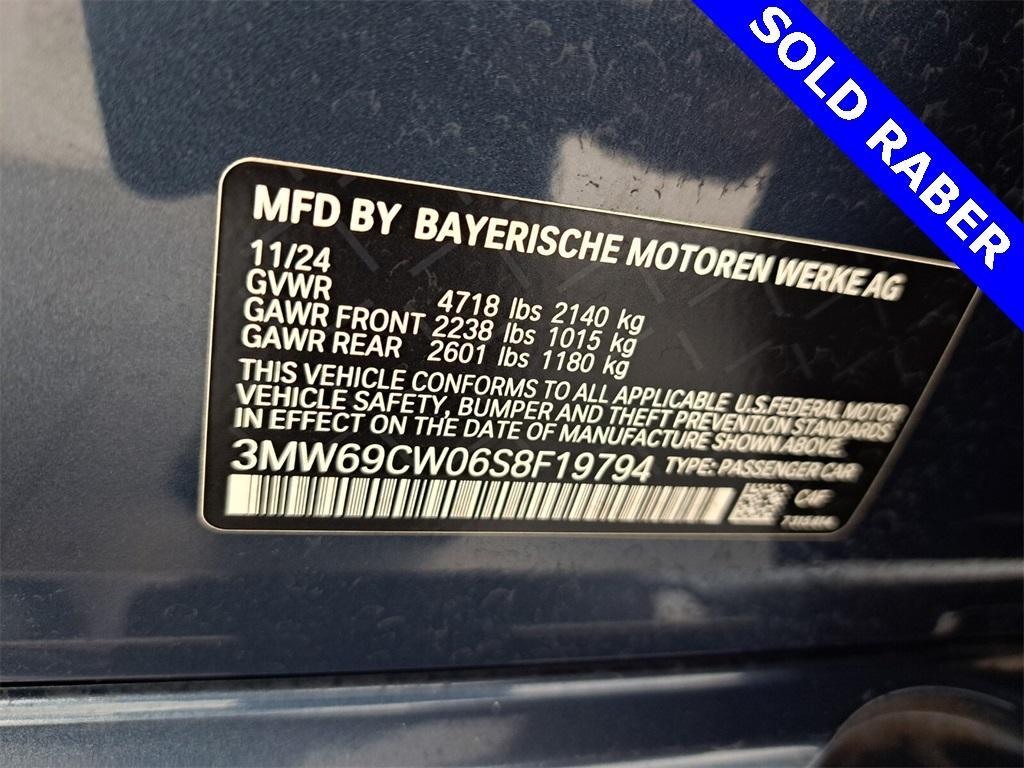 SOLD RABER
MFD BY BAYERISCHE MOTOREN WERKE AG
11/24
GVWR 4718 lbs 2140 kg
GAWR FRONT 2238 lbs 1015 kg
GAWR REAR 2601 lbs 1180 kg
THIS VEHICLE CONFORMS TO ALL APPLICABLE U.S.FEDERAL MOTOR
VEHICLE SAFETY, BUMPER AND THEFT PREVENTION STANDARDS
IN EFFECT ON THE DATE OF MANUFACTURE SHOWN ABOVE.
3MW69CW06S8F19794 TYPE: PASSENGER CAR
C4F